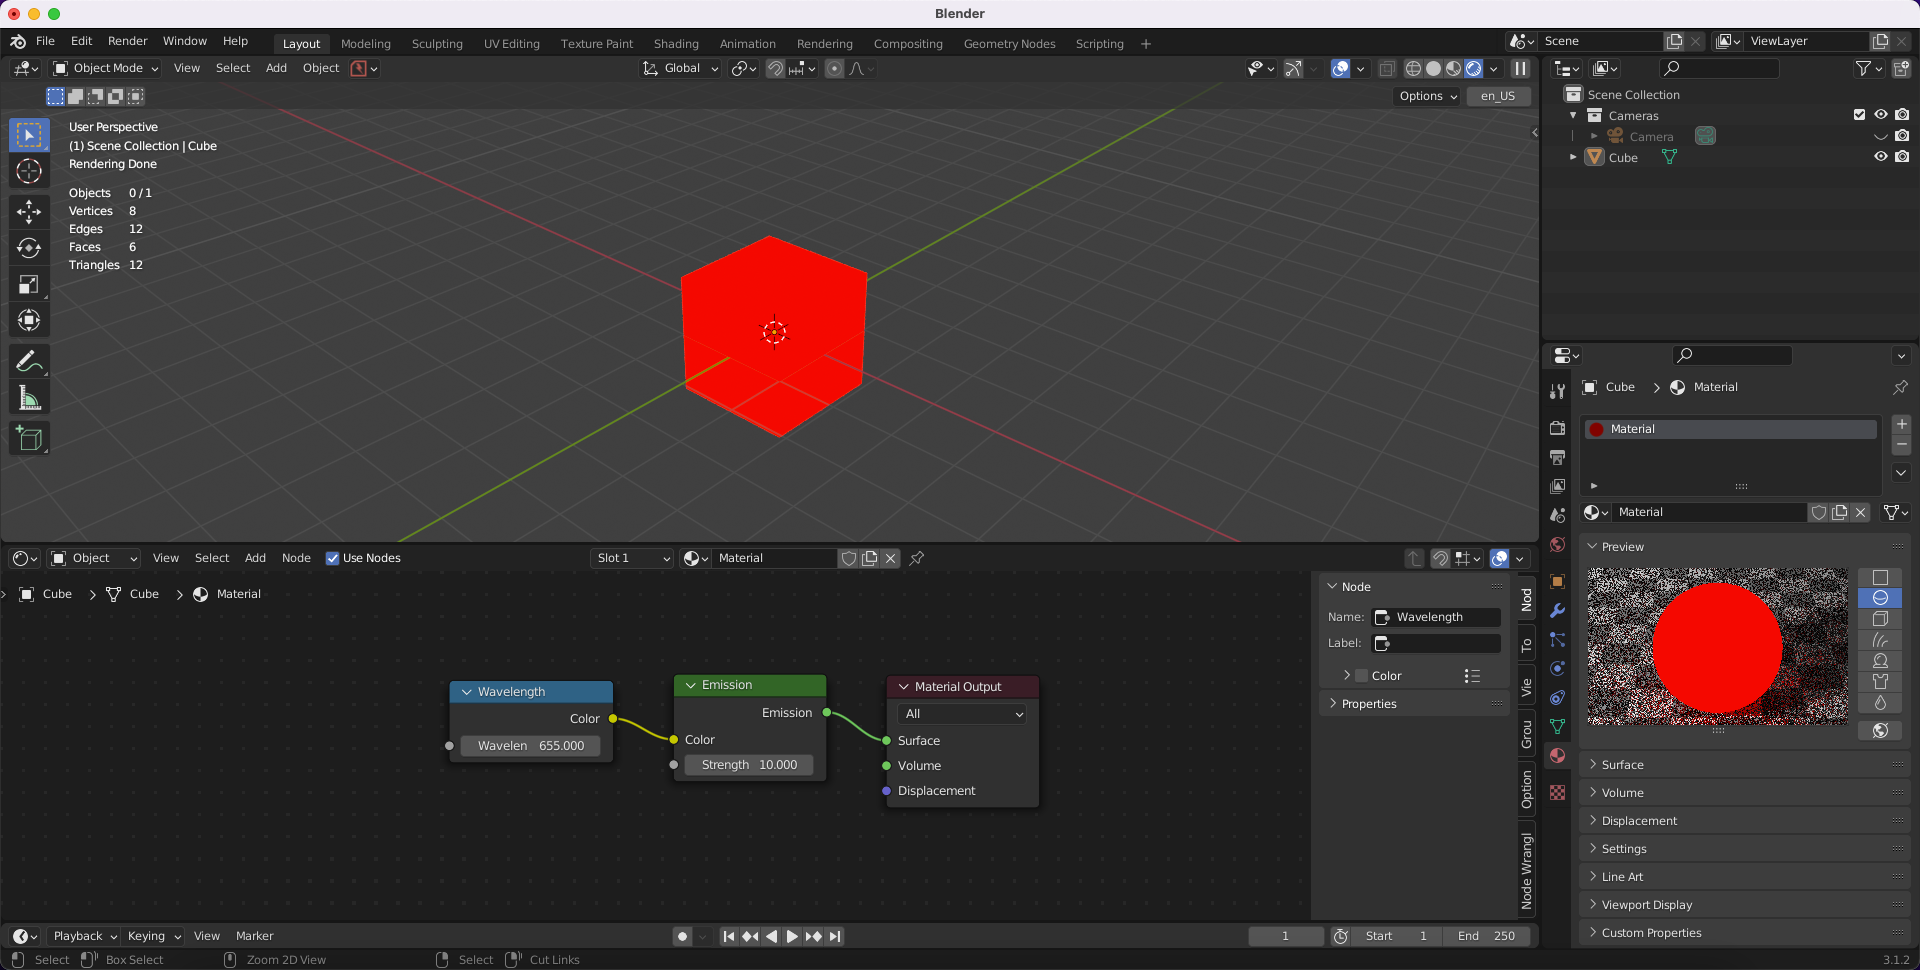 Blender
File Edit Render Window Help Layout Modeling Sculpting UV Editing Texture Paint Shading Animation Rendering Compositing Geometry Nodes Scripting + Scene ViewLayer
Object Mode View Select Add Object Global
Options en_US
User Perspective
(1) Scene Collection | Cube
Rendering Done
Objects 0/1
Vertices 8
Edges 12
Faces 6
Triangles 12
Scene Collection
Cameras
Camera
Cube
Cube > Material
Material
Material
Preview
Surface
Volume
Displacement
Settings
Line Art
Viewport Display
Custom Properties
Object View Select Add Node Use Nodes Slot 1 Material
Cube > Cube > Material
Wavelength
Color
Wavelen 655.000
Emission
Emission
Color
Strength 10.000
Material Output
All
Surface
Volume
Displacement
Node
Name: Wavelength
Label:
Color
Properties
Nod
To
Vie
Grou
Option
Node Wrangl
Playback Keying View Marker 1 Start 1 End 250
Select Box Select Zoom 2D View Select Cut Links 3.1.2